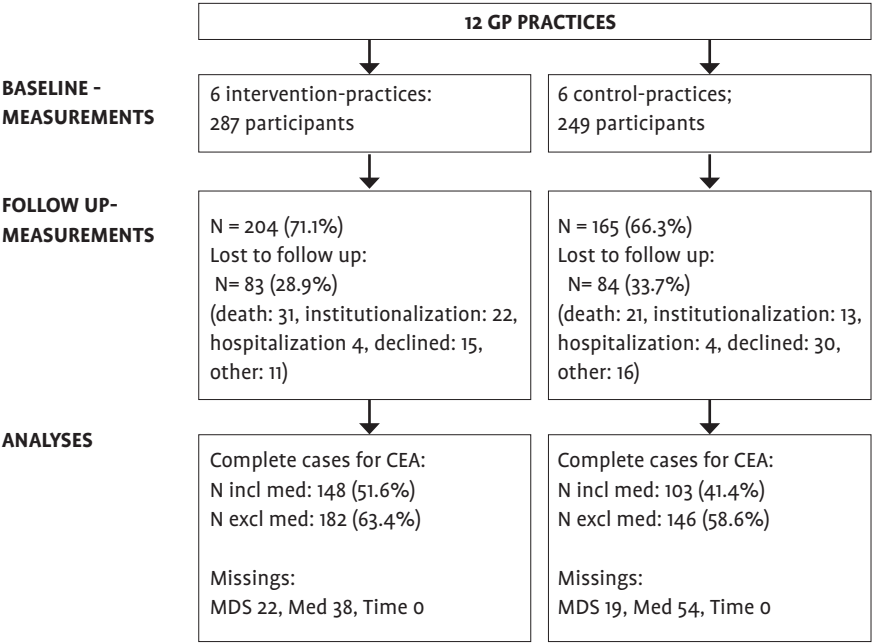 12 GP PRACTICES
BASELINE -
MEASUREMENTS
6 intervention-practices:
287 participants
6 control-practices;
249 participants
FOLLOW UP-
MEASUREMENTS
N = 204 (71.1%)
Lost to follow up:
N= 83 (28.9%)
(death: 31, institutionalization: 22,
hospitalization 4, declined: 15,
other: 11)
N = 165 (66.3%)
Lost to follow up:
N= 84 (33.7%)
(death: 21, institutionalization: 13,
hospitalization: 4, declined: 30,
other: 16)
ANALYSES
Complete cases for CEA:
N incl med: 148 (51.6%)
N excl med: 182 (63.4%)
Missings:
MDS 22, Med 38, Time 0
Complete cases for CEA:
N incl med: 103 (41.4%)
N excl med: 146 (58.6%)
Missings:
MDS 19, Med 54, Time 0